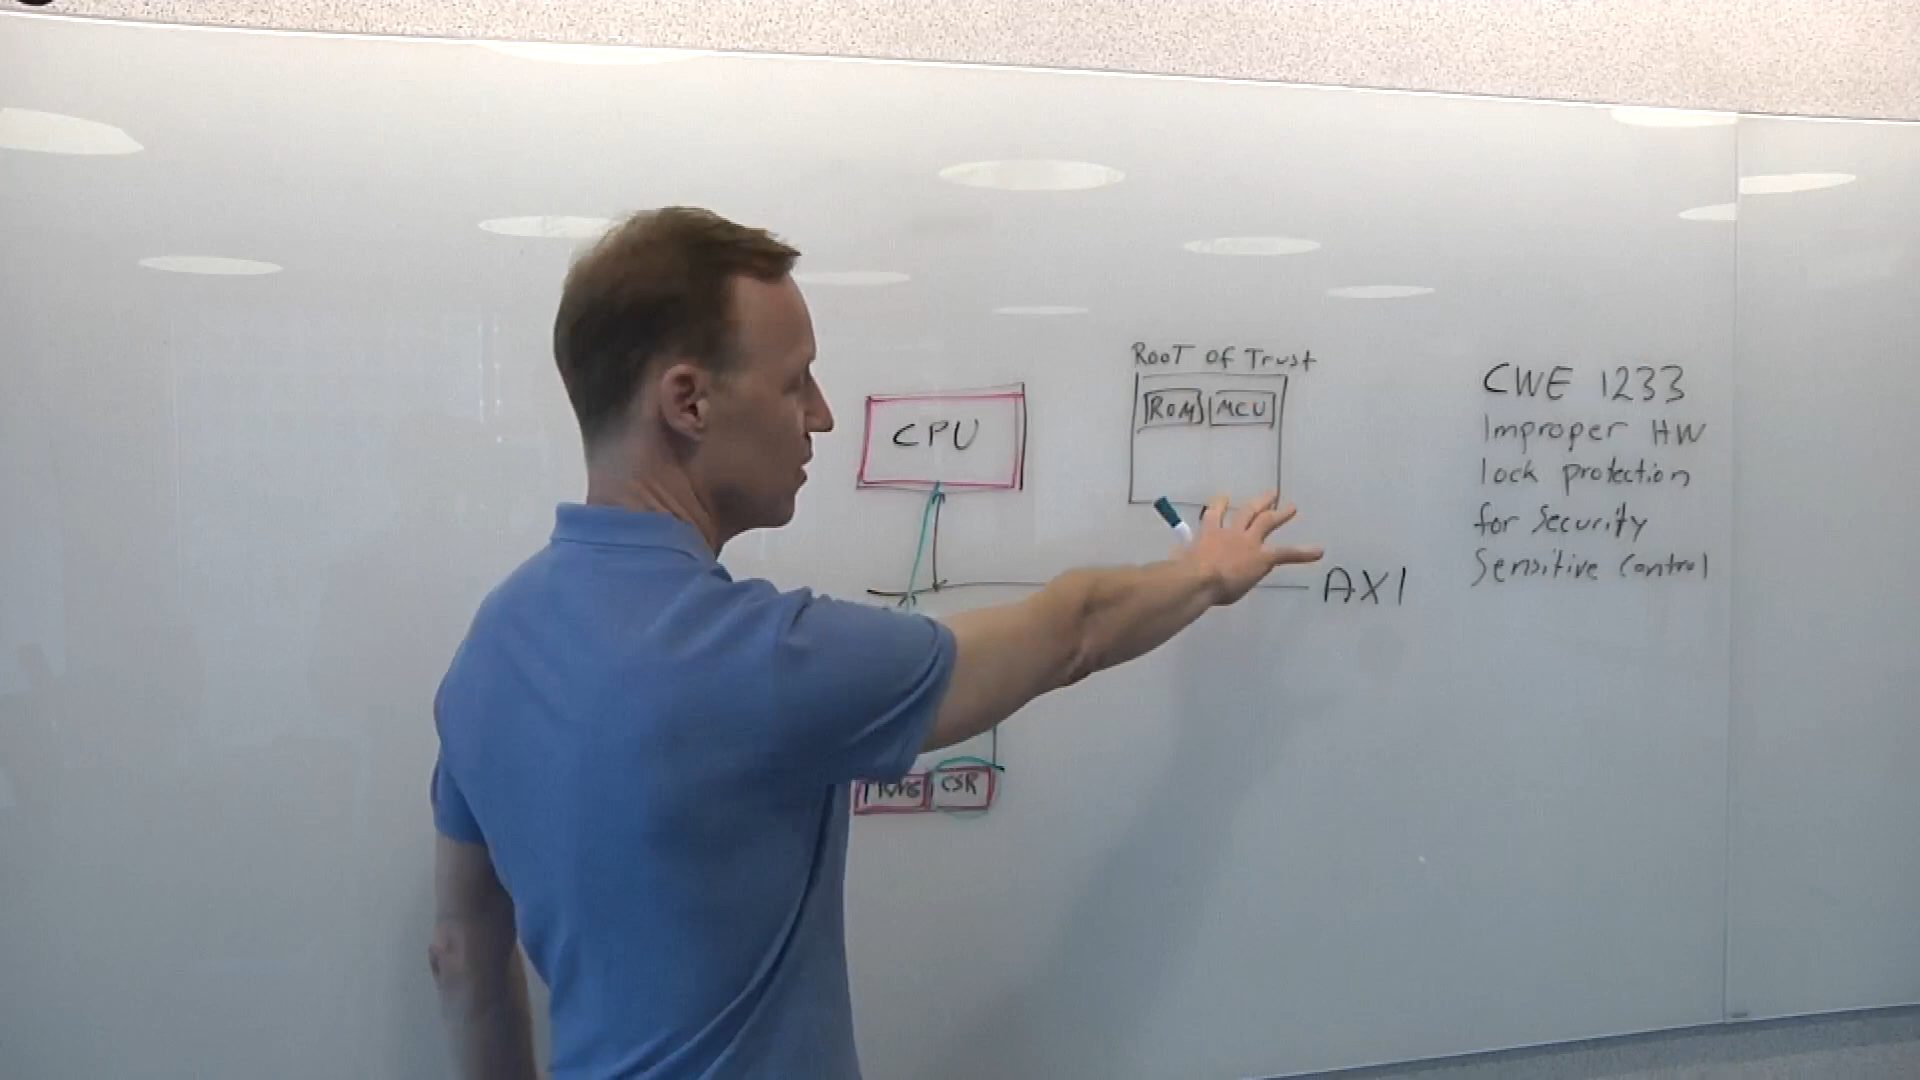 Root of Trust
ROM MCU
CPU
CWE 1233
Improper HW
lock protection
for Security
Sensitive Control
AXI
CSR